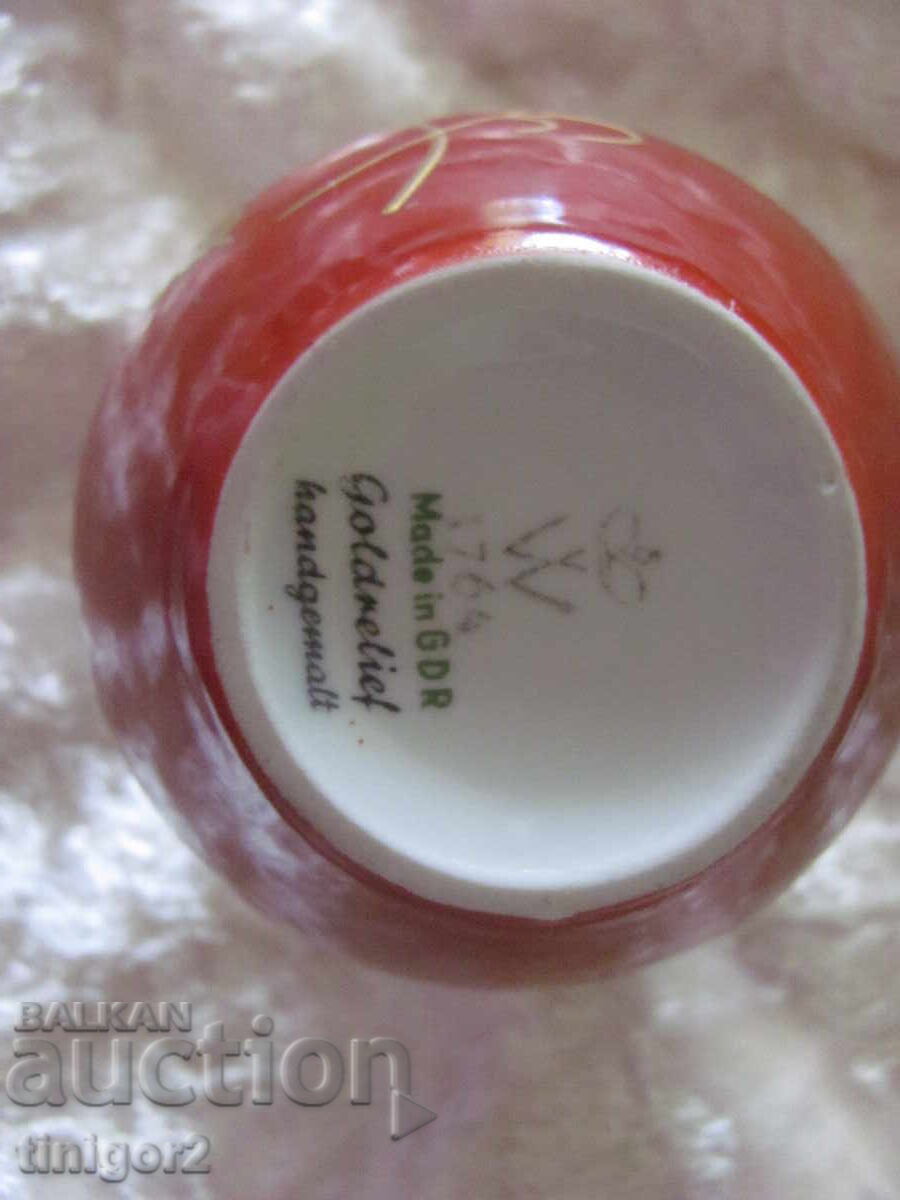 W
1764
Made in GDR
Goldrelief
handgemalt
BALKAN
auction
tinigor2